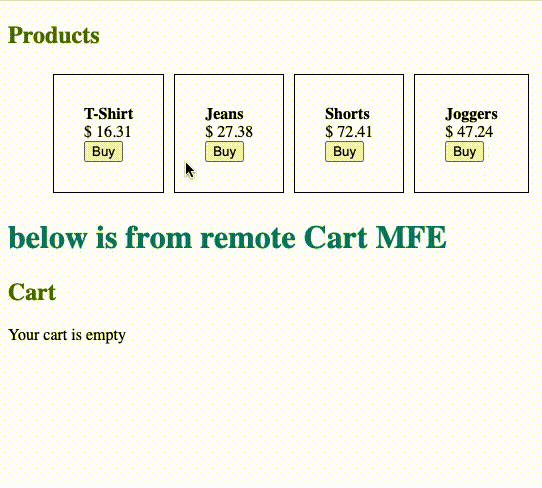 Products
T-Shirt Jeans Shorts Joggers
$ 16.31 $ 27.38 $ 72.41 $ 47.24
Buy Buy Buy Buy
below is from remote Cart MFE
Cart
Your cart is empty